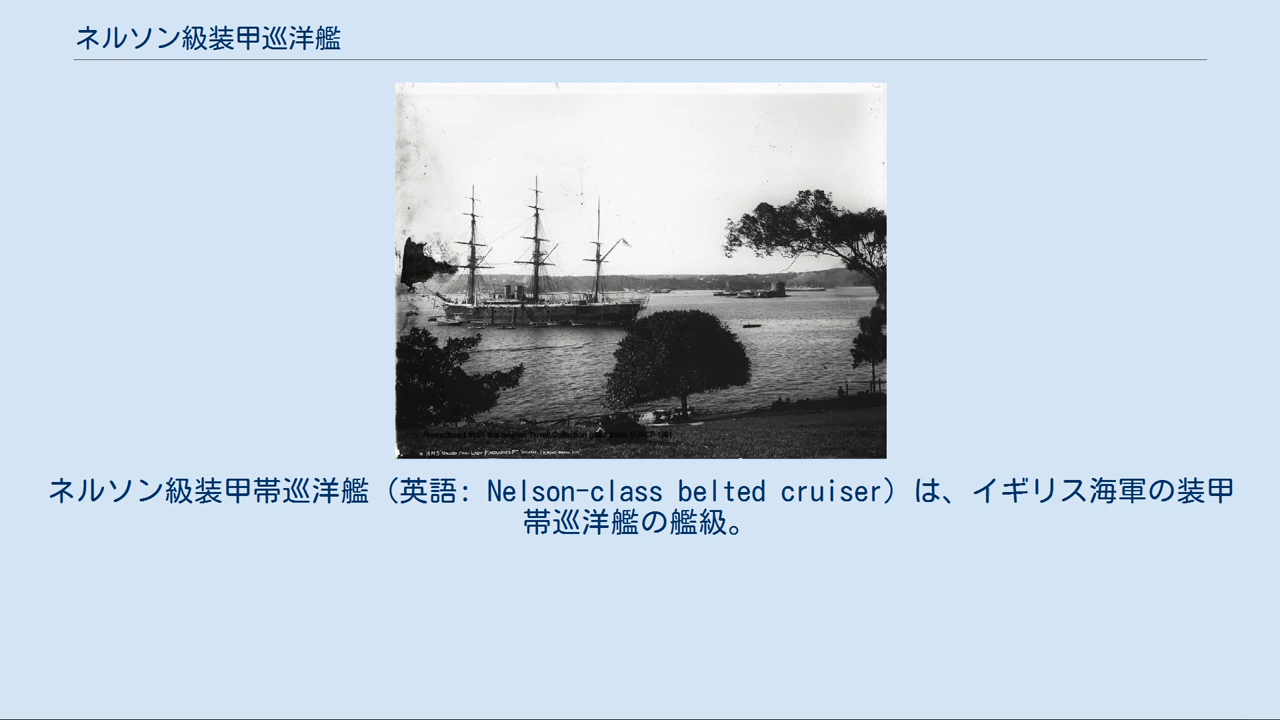 ネルソン級装甲巡洋艦
ネルソン級装甲帯巡洋艦（英語: Nelson-class belted cruiser）は、イギリス海軍の装甲
帯巡洋艦の艦級。